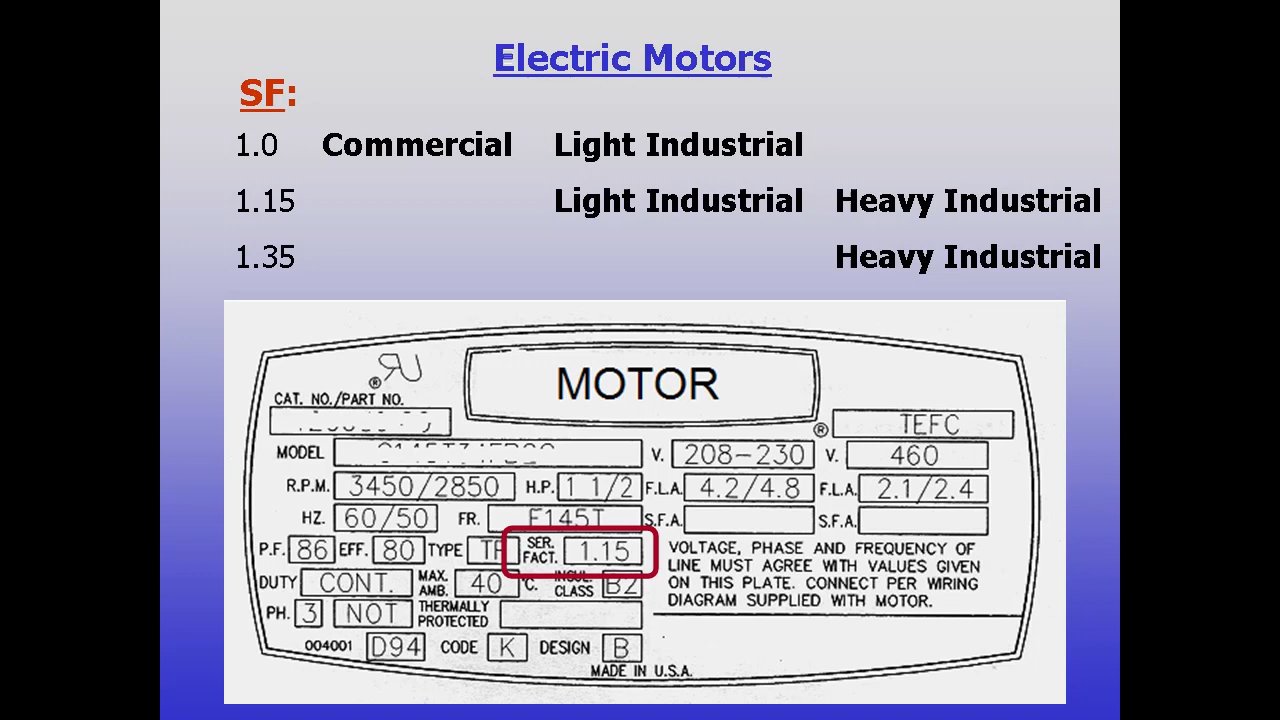 Electric Motors
SF:
1.0 Commercial Light Industrial
1.15 Light Industrial Heavy Industrial
1.35 Heavy Industrial
MOTOR
®
CAT. NO./PART NO.
® TEFC
MODEL V. 208-230 V. 460
R.P.M. 3450/2850 H.P. 1 1/2 F.L.A. 4.2/4.8 F.L.A. 2.1/2.4
HZ. 60/50 FR. F145T S.F.A. S.F.A.
P.F. 86 EFF. 80 TYPE SER. FACT. 1.15
VOLTAGE, PHASE AND FREQUENCY OF
LINE MUST AGREE WITH VALUES GIVEN
ON THIS PLATE. CONNECT PER WIRING
DIAGRAM SUPPLIED WITH MOTOR.
DUTY CONT. MAX. AMB. 40 °C. INSUL. CLASS B2
PH. 3 NOT THERMALLY PROTECTED
004001 D94 CODE K DESIGN B
MADE IN U.S.A.